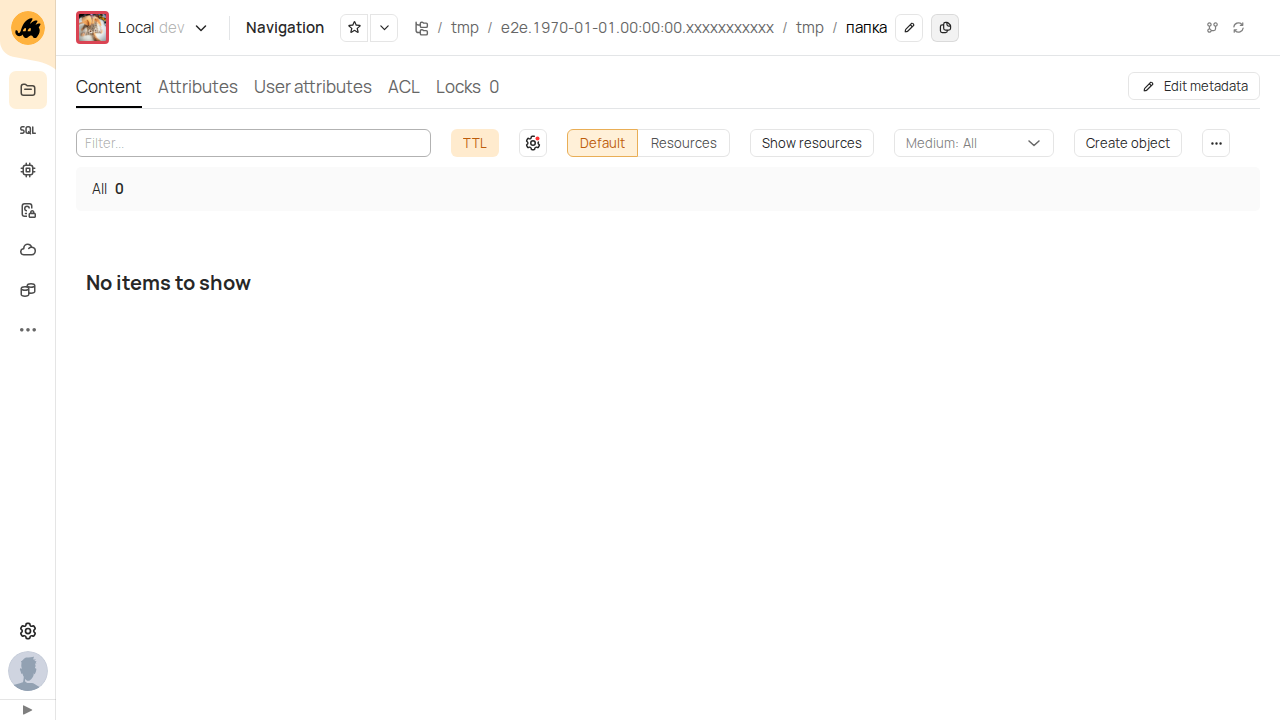 Local dev Navigation / tmp / e2e.1970-01-01.00:00:00.xxxxxxxxxxx / tmp / папка
Content Attributes User attributes ACL Locks 0 Edit metadata
SQL
Filter... TTL Default Resources Show resources Medium: All Create object
All 0
No items to show